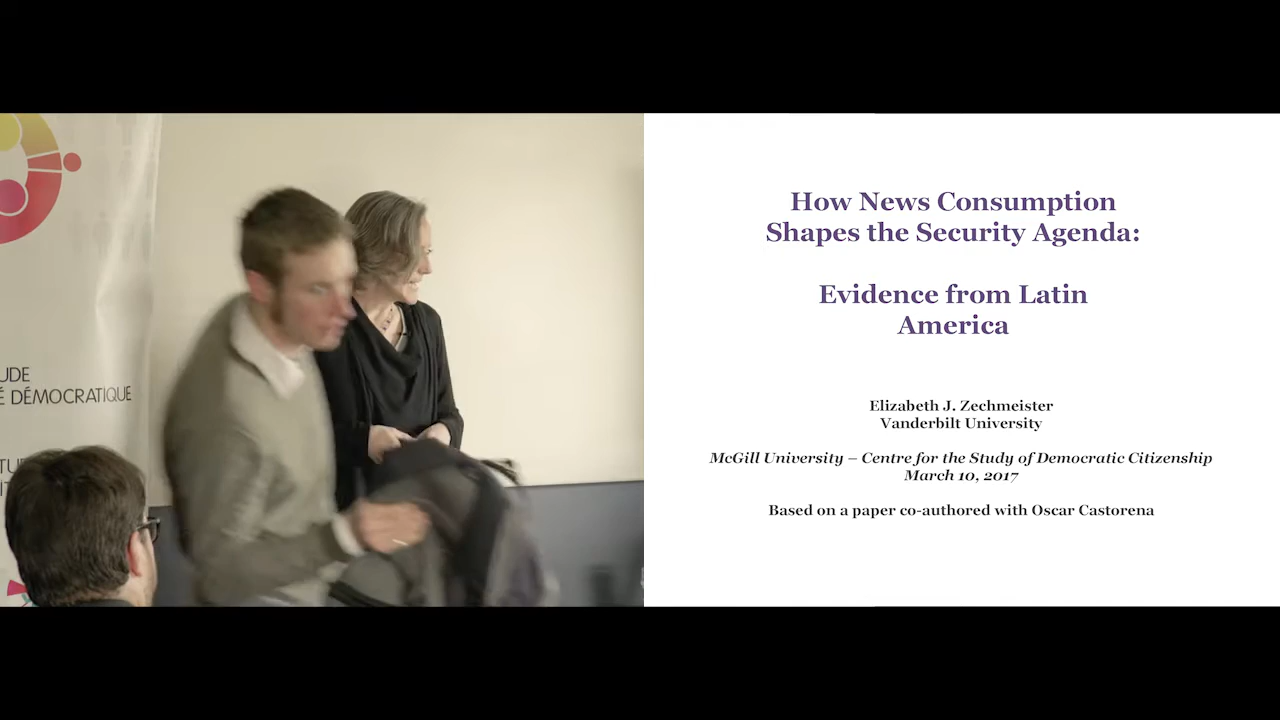 UDE
É DÉMOCRATIQUE
How News Consumption
Shapes the Security Agenda:
Evidence from Latin
America
Elizabeth J. Zechmeister
Vanderbilt University
McGill University – Centre for the Study of Democratic Citizenship
March 10, 2017
Based on a paper co-authored with Oscar Castorena